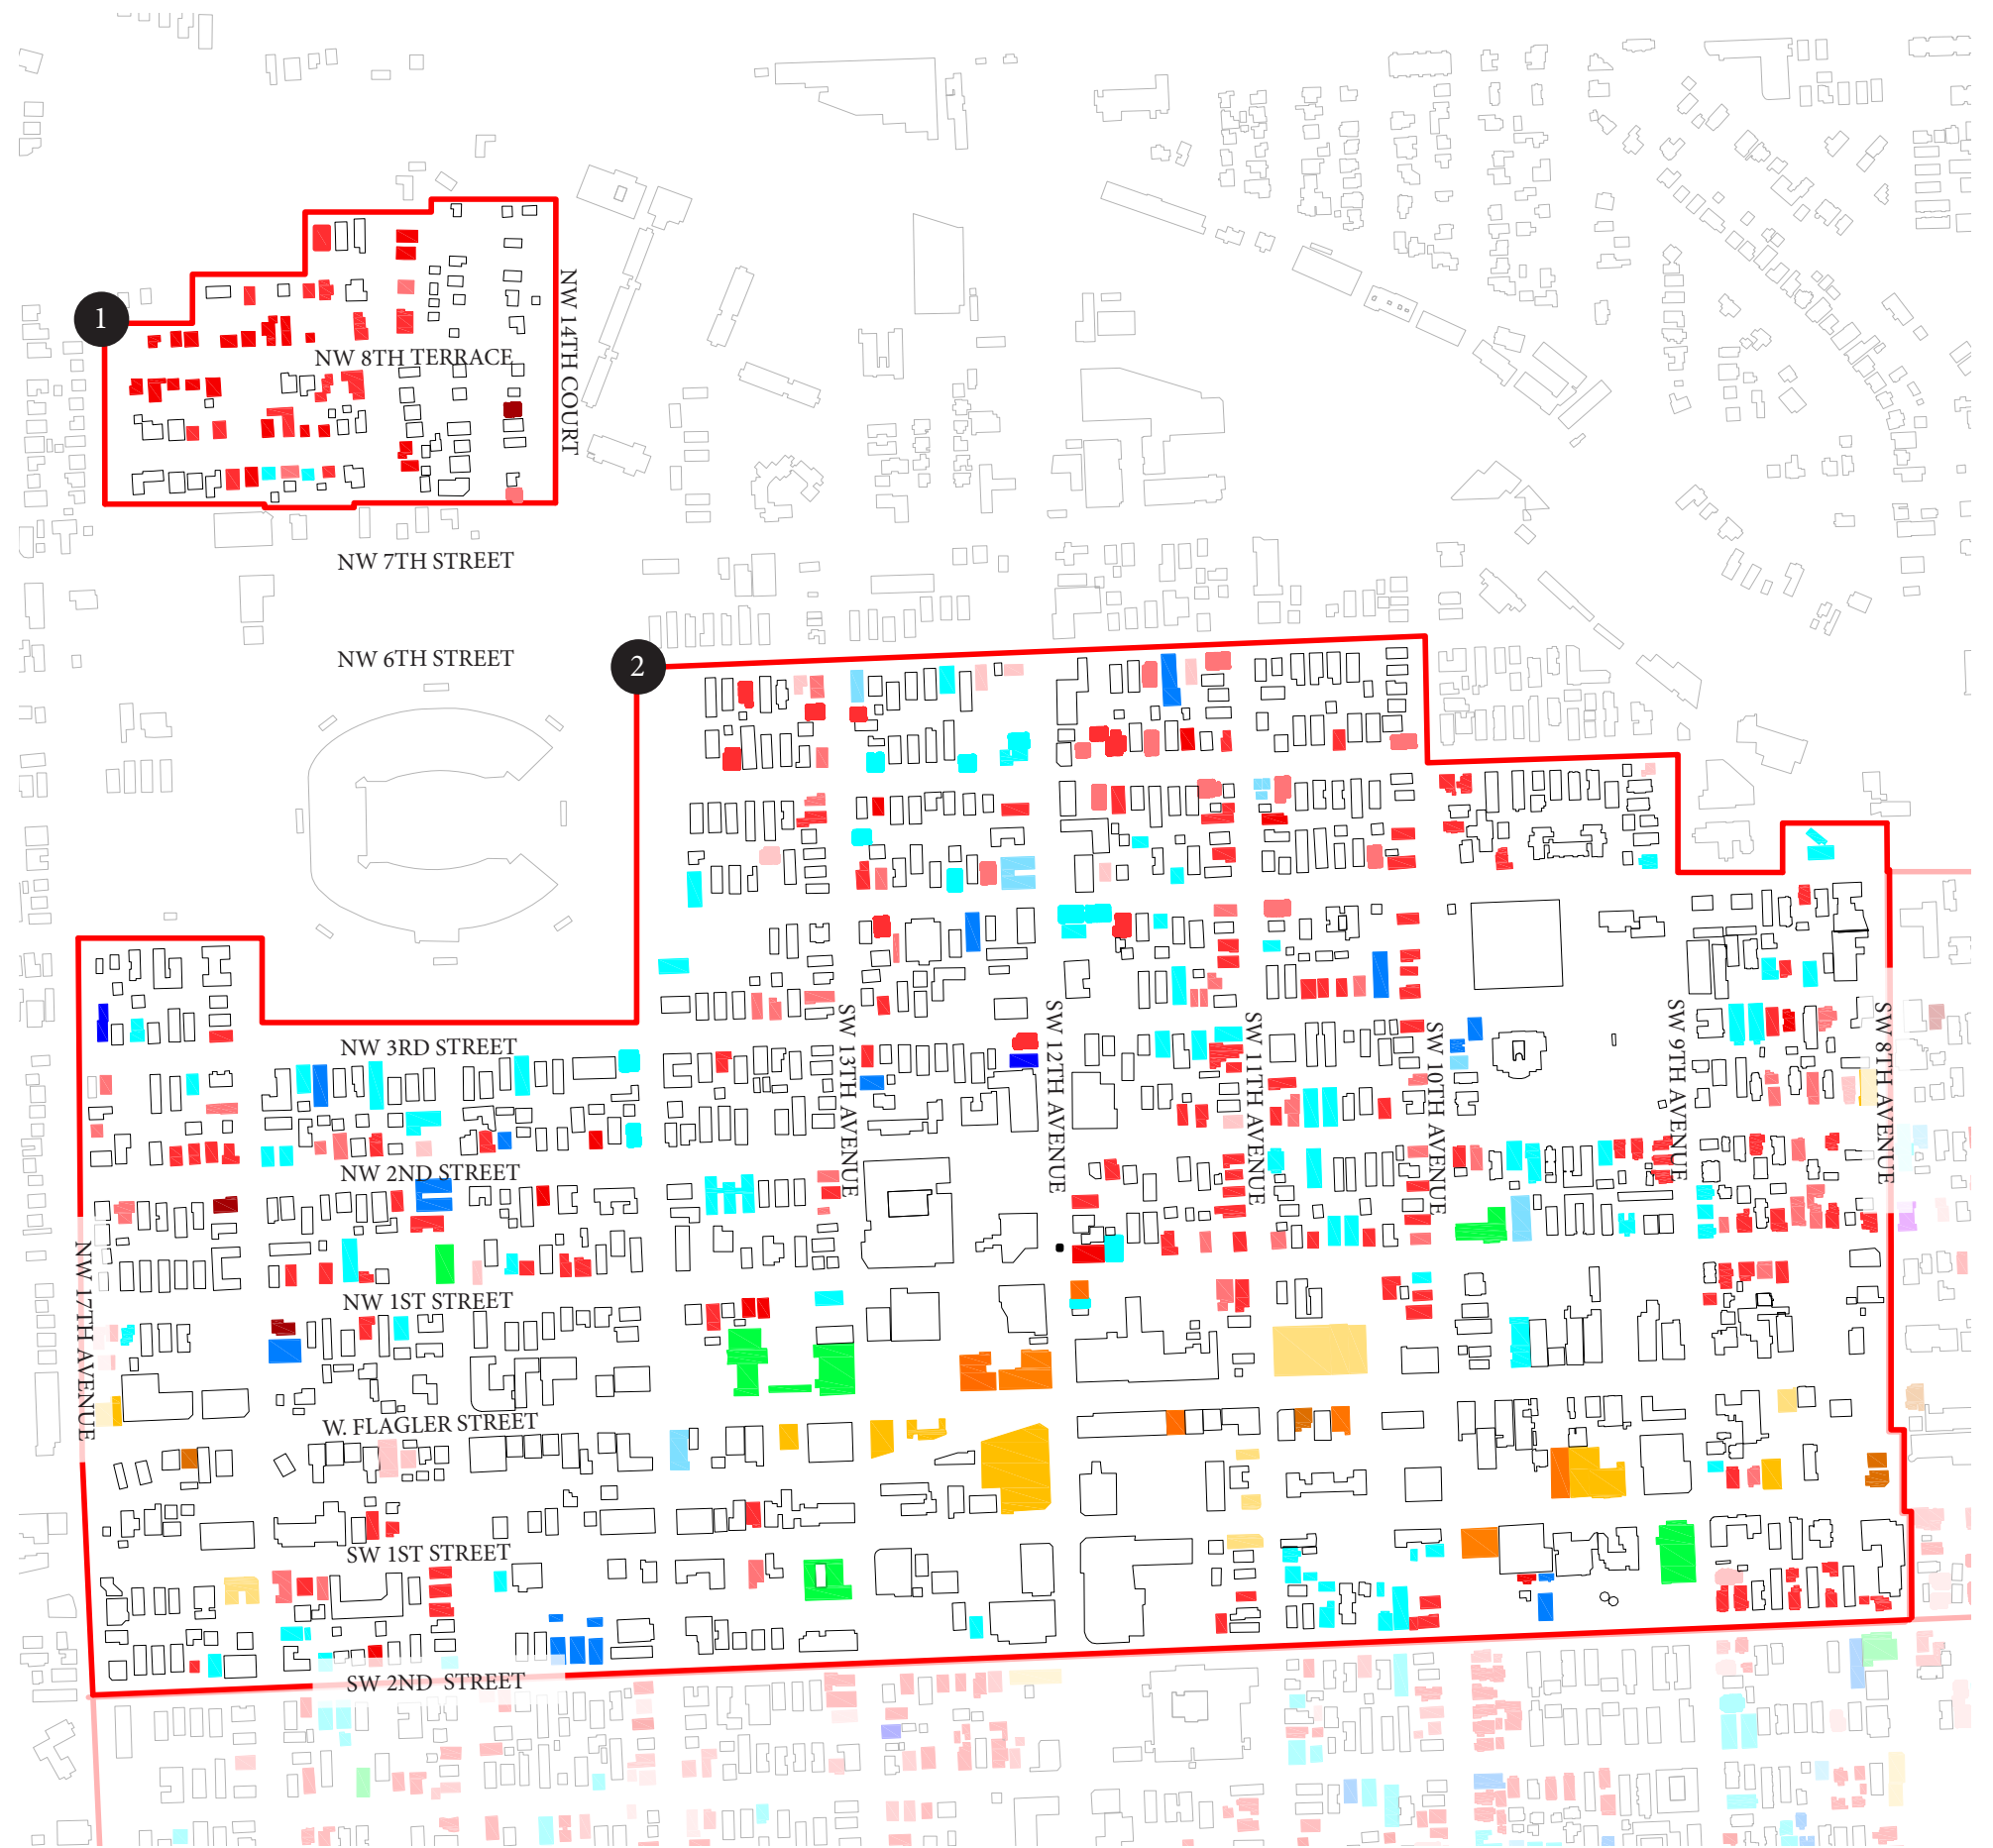 NW 14TH COURT
1
NW 8TH TERRACE
NW 7TH STREET
NW 6TH STREET
2
NW 3RD STREET
SW 13TH AVENUE
SW 12TH AVENUE
SW 11TH AVENUE
SW 10TH AVENUE
SW 9TH AVENUE
SW 8TH AVENUE
NW 2ND STREET
NW 17TH AVENUE
NW 1ST STREET
W. FLAGLER STREET
SW 1ST STREET
SW 2ND STREET